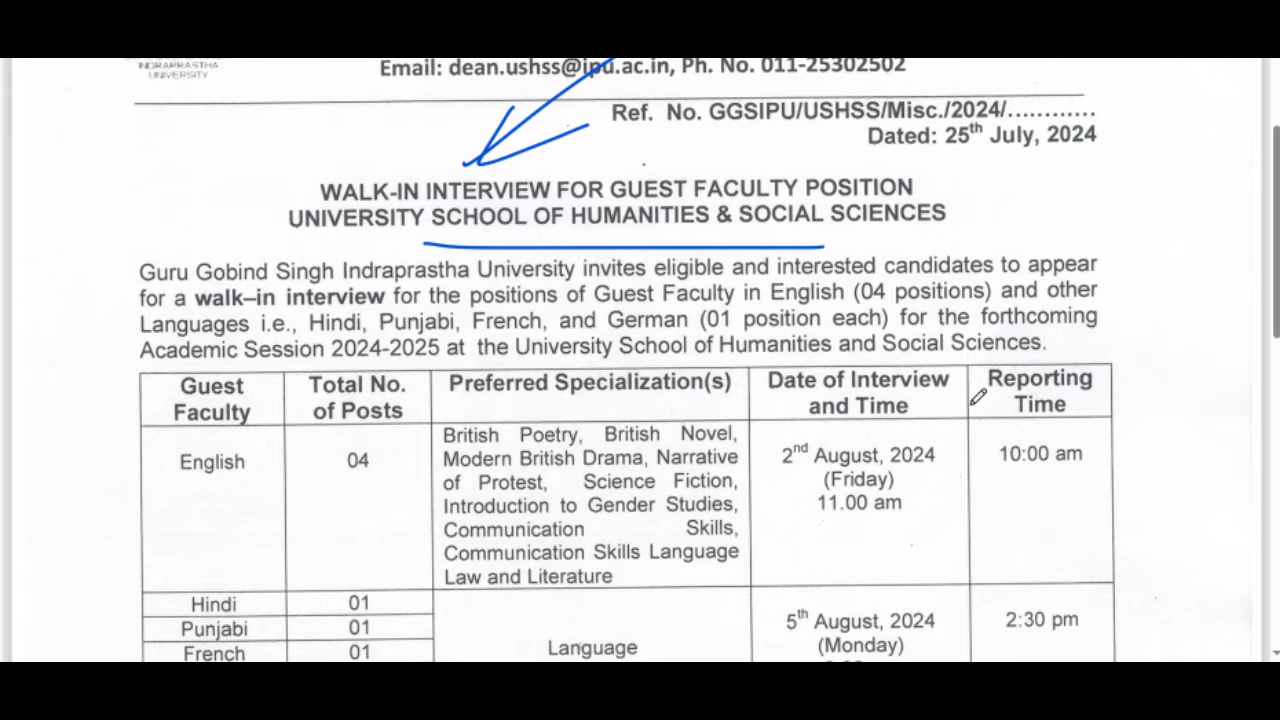 INDRAPRASTHA
UNIVERSITY
Email: dean.ushss@ipu.ac.in, Ph. No. 011-25302502
Ref. No. GGSIPU/USHSS/Misc./2024/............
Dated: 25th July, 2024
WALK-IN INTERVIEW FOR GUEST FACULTY POSITION
UNIVERSITY SCHOOL OF HUMANITIES & SOCIAL SCIENCES
Guru Gobind Singh Indraprastha University invites eligible and interested candidates to appear
for a walk–in interview for the positions of Guest Faculty in English (04 positions) and other
Languages i.e., Hindi, Punjabi, French, and German (01 position each) for the forthcoming
Academic Session 2024-2025 at the University School of Humanities and Social Sciences.
Guest Faculty
Total No. of Posts
Preferred Specialization(s)
Date of Interview and Time
Reporting Time
English
04
British Poetry, British Novel,
Modern British Drama, Narrative
of Protest, Science Fiction,
Introduction to Gender Studies,
Communication Skills,
Communication Skills Language
Law and Literature
2nd August, 2024
(Friday)
11.00 am
10:00 am
Hindi
01
Punjabi
01
French
01
Language
5th August, 2024
(Monday)
2:30 pm